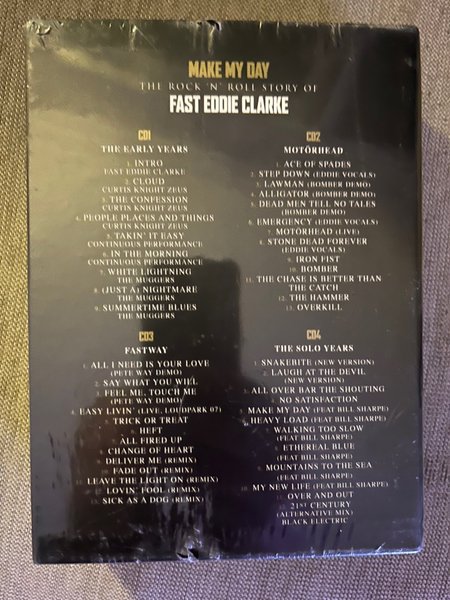 MAKE MY DAY
THE ROCK 'N' ROLL STORY OF
FAST EDDIE CLARKE
CD1
THE EARLY YEARS
1. INTRO
FAST EDDIE CLARKE
2. CLOUD
CURTIS KNIGHT ZEUS
3. THE CONFESSION
CURTIS KNIGHT ZEUS
4. PEOPLE PLACES AND THINGS
CURTIS KNIGHT ZEUS
5. TAKIN' IT EASY
CONTINUOUS PERFORMANCE
6. IN THE MORNING
CONTINUOUS PERFORMANCE
7. WHITE LIGHTNING
THE MUGGERS
8. (JUST A) NIGHTMARE
THE MUGGERS
9. SUMMERTIME BLUES
THE MUGGERS
CD2
MOTÖRHEAD
1. ACE OF SPADES
2. STEP DOWN (EDDIE VOCALS)
3. LAWMAN (BOMBER DEMO)
4. ALLIGATOR (BOMBER DEMO)
5. DEAD MEN TELL NO TALES
(BOMBER DEMO)
6. EMERGENCY (EDDIE VOCALS)
7. MOTÖRHEAD (LIVE)
8. STONE DEAD FOREVER
(EDDIE VOCALS)
9. IRON FIST
10. BOMBER
11. THE CHASE IS BETTER THAN
THE CATCH
12. THE HAMMER
13. OVERKILL
CD3
FASTWAY
1. ALL I NEED IS YOUR LOVE
(PETE WAY DEMO)
2. SAY WHAT YOU WILL
3. FEEL ME, TOUCH ME
(PETE WAY DEMO)
4. EASY LIVIN' (LIVE, LOUDPARK 07)
5. TRICK OR TREAT
6. HEFT
ALL FIRED UP
8. CHANGE OF HEART
9. DELIVER ME (REMIX)
10. FADE OUT (REMIX)
11. LEAVE THE LIGHT ON (REMIX)
12. LOVIN' FOOL (REMIX)
13. SICK AS A DOG (REMIX)
CD4
THE SOLO YEARS
1. SNAKEBITE (NEW VERSION)
2. LAUGH AT THE DEVIL
(NEW VERSION)
3. ALL OVER BAR THE SHOUTING
NO SATISFACTION
5. MAKE MY DAY (FEAT BILL SHARPE)
6. HEAVY LOAD (FEAT BILL SHARPE)
7. WALKING TOO SLOW
(FEAT BILL SHARPE)
8. ETHEREAL BLUE
(FEAT BILL SHARPE)
9. MOUNTAINS TO THE SEA
(FEAT BILL SHARPE)
10. MY NEW LIFE (FEAT BILL SHARPE)
11. OVER AND OUT
21ST CENTURY
(ALTERNATIVE MIX)
BLACK ELECTRIC